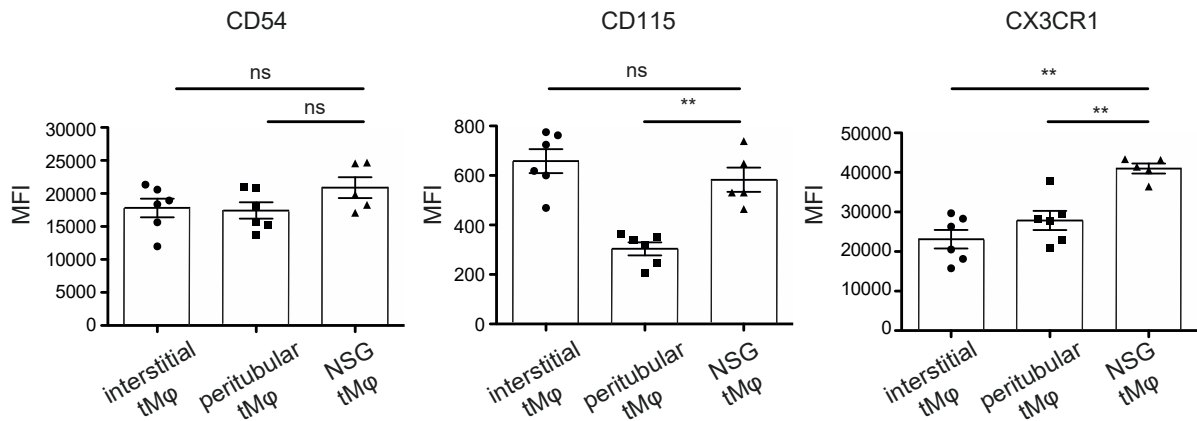 CD54
ns
ns
MFI
30000
25000
20000
15000
10000
5000
0
interstitial
tMφ
peritubular
tMφ
NSG
tMφ
CD115
ns
**
MFI
800
600
400
200
0
interstitial
tMφ
peritubular
tMφ
NSG
tMφ
CX3CR1
**
**
MFI
50000
40000
30000
20000
10000
0
interstitial
tMφ
peritubular
tMφ
NSG
tMφ